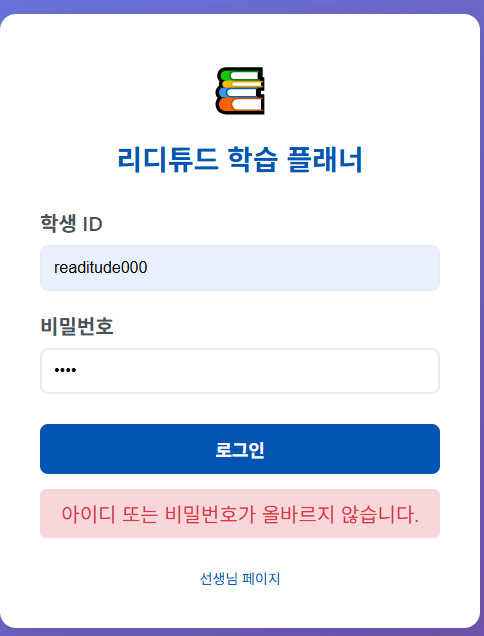 리디튜드 학습 플래너
학생 ID
readitude000
비밀번호
••••
로그인
아이디 또는 비밀번호가 올바르지 않습니다.
선생님 페이지